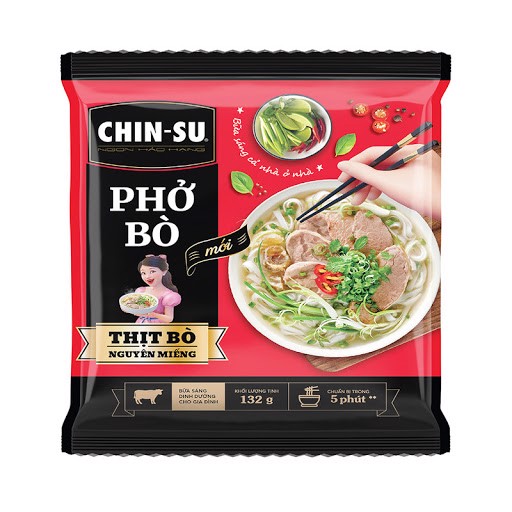 CHIN-SU
NGON HẢO HẠNG
PHỞ
BÒ
mới
Bữa sáng cả nhà ở nhà
THỊT BÒ
NGUYÊN MIẾNG
BỮA SÁNG
DINH DƯỠNG
CHO GIA ĐÌNH
KHỐI LƯỢNG TỊNH
132 g
CHUẨN BỊ TRONG
5 phút **